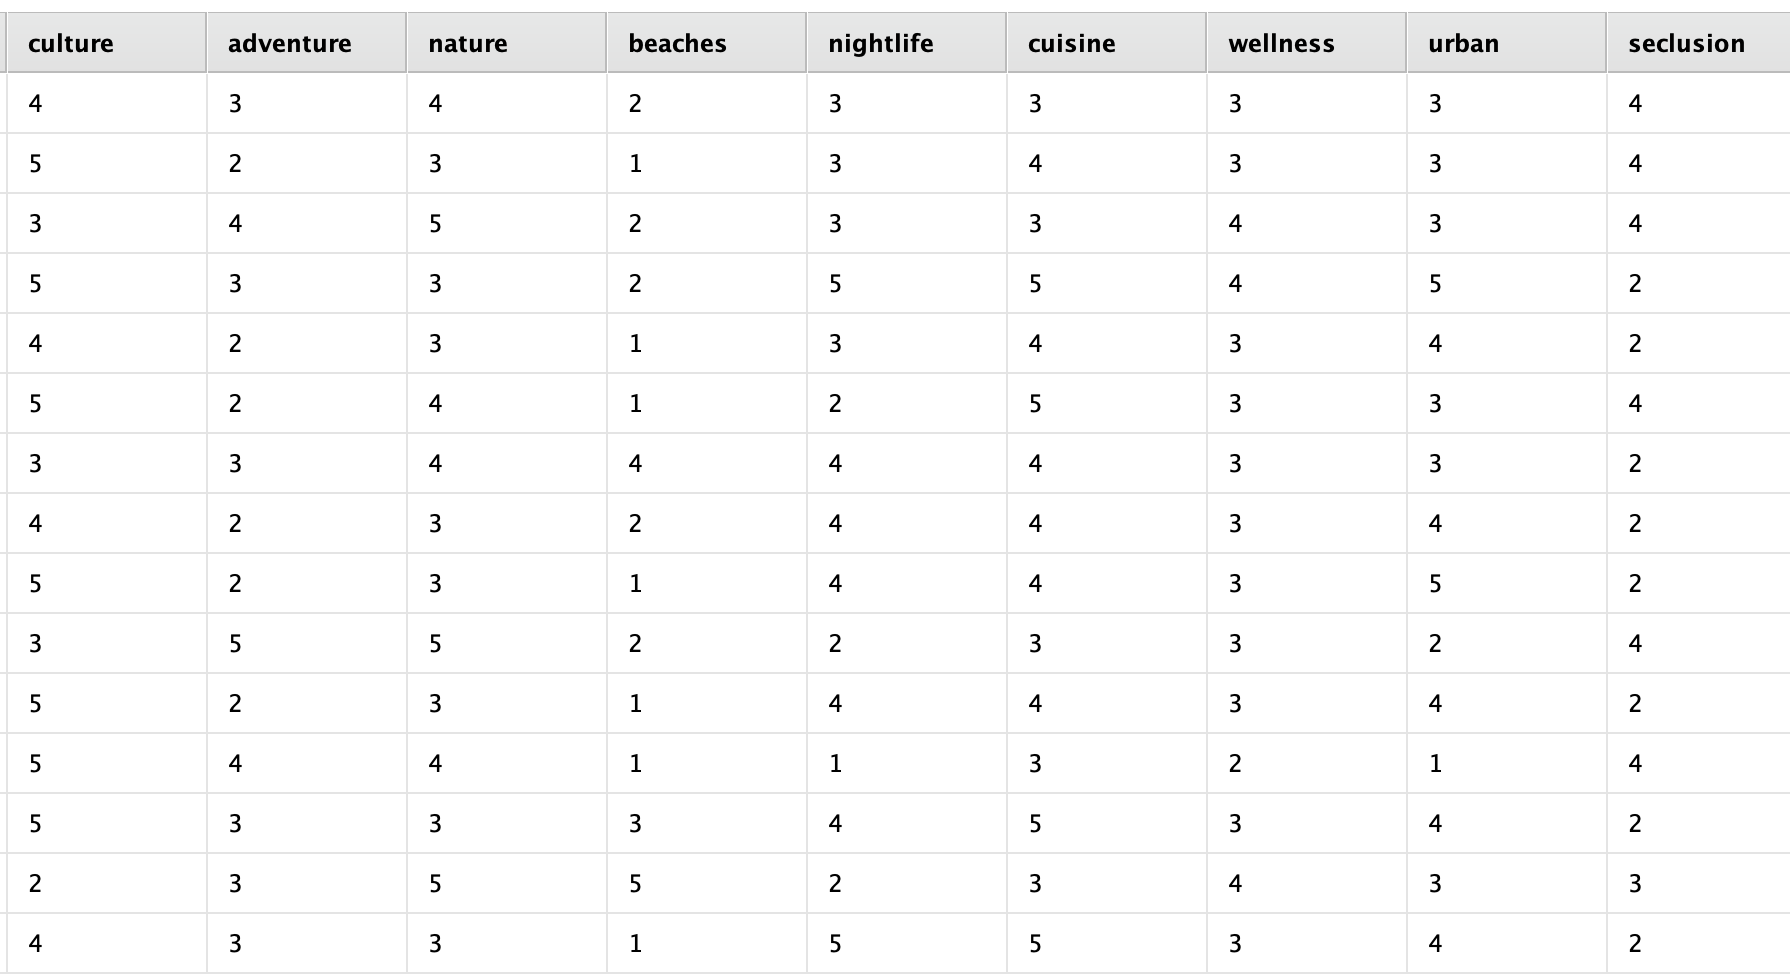 culture adventure nature beaches nightlife cuisine wellness urban seclusion
4 3 4 2 3 3 3 3 4
5 2 3 1 3 4 3 3 4
3 4 5 2 3 3 4 3 4
5 3 3 2 5 5 4 5 2
4 2 3 1 3 4 3 4 2
5 2 4 1 2 5 3 3 4
3 3 4 4 4 4 3 3 2
4 2 3 2 4 4 3 4 2
5 2 3 1 4 4 3 5 2
3 5 5 2 2 3 3 2 4
5 2 3 1 4 4 3 4 2
5 4 4 1 1 3 2 1 4
5 3 3 3 4 5 3 4 2
2 3 5 5 2 3 4 3 3
4 3 3 1 5 5 3 4 2